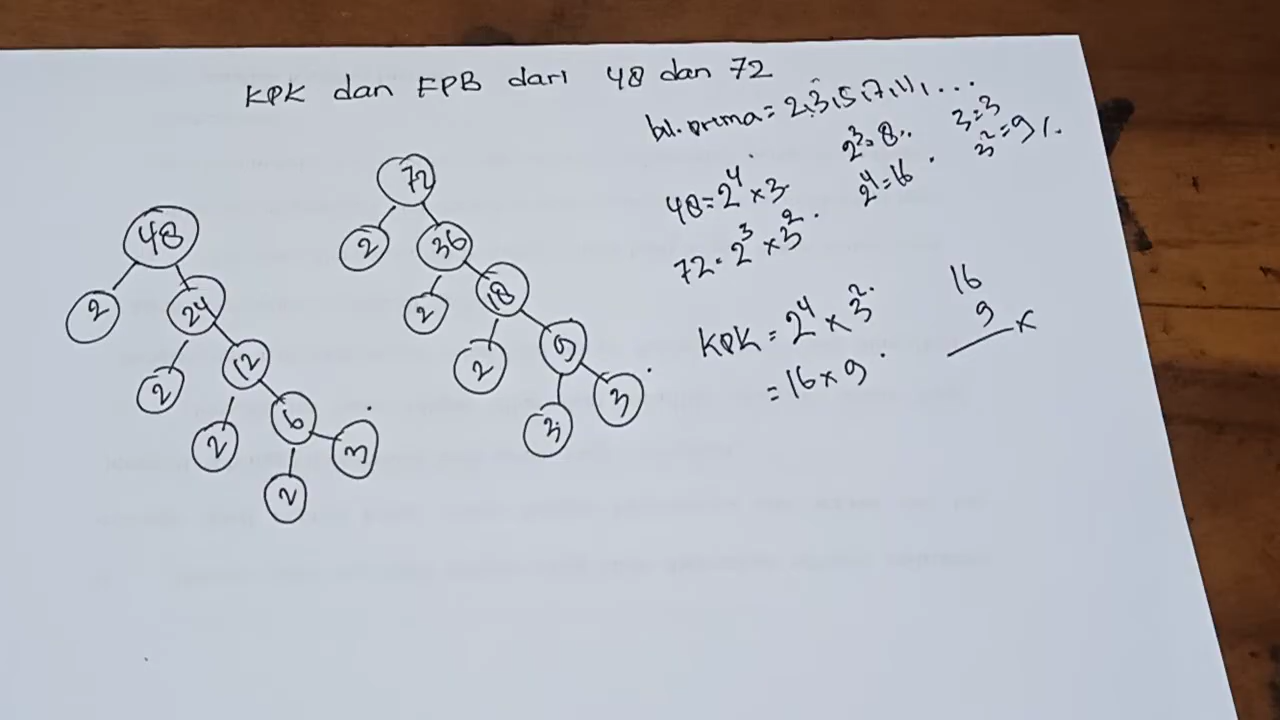 KPK dan FPB dari 48 dan 72
bil. prima = 2,3,5,7,11, ...
48
2 24
2 12
2 6
2 3
72
2 36
2 18
2 9
3 3
48 = 2⁴ × 3
72 = 2³ × 3²
2³ = 8
2⁴ = 16
3 = 3
3² = 9
KPK = 2⁴ × 3²
= 16 × 9
16
9 ×